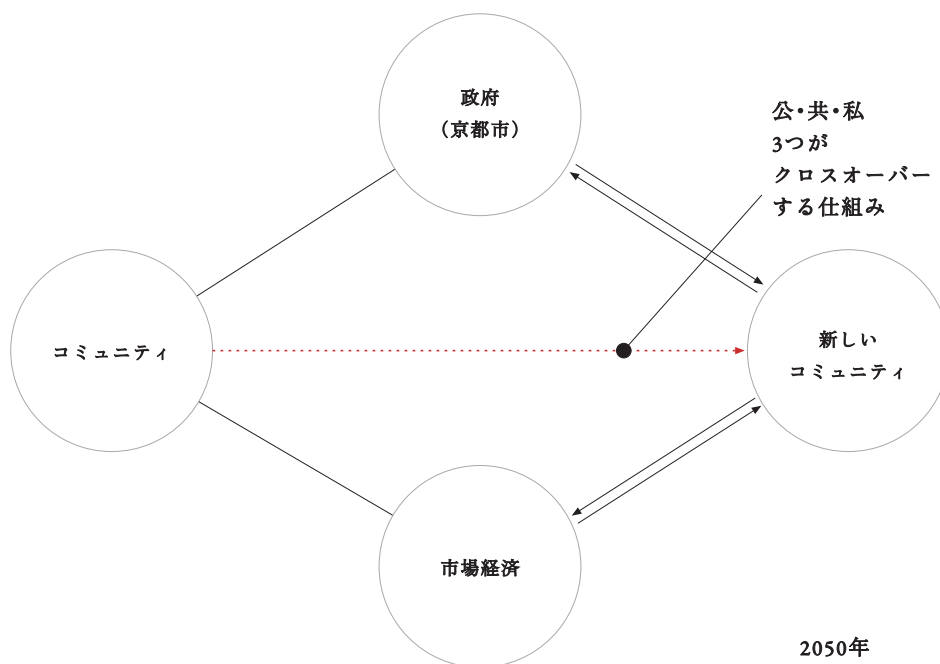 政府
（京都市）
公・共・私
3つが
クロスオーバー
する仕組み
コミュニティ
新しい
コミュニティ
市場経済
2050年